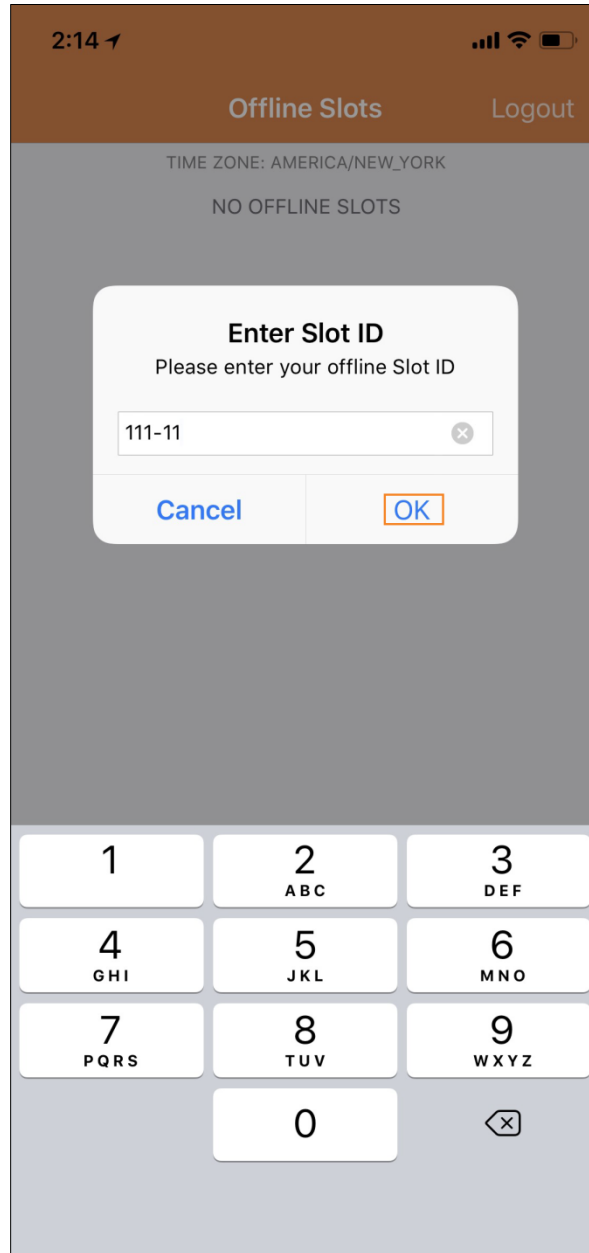 2:14
Offline Slots
Logout
TIME ZONE: AMERICA/NEW_YORK
NO OFFLINE SLOTS
Enter Slot ID
Please enter your offline Slot ID
111-11
Cancel
OK
1
2
ABC
3
DEF
4
GHI
5
JKL
6
MNO
7
PQRS
8
TUV
9
WXYZ
0